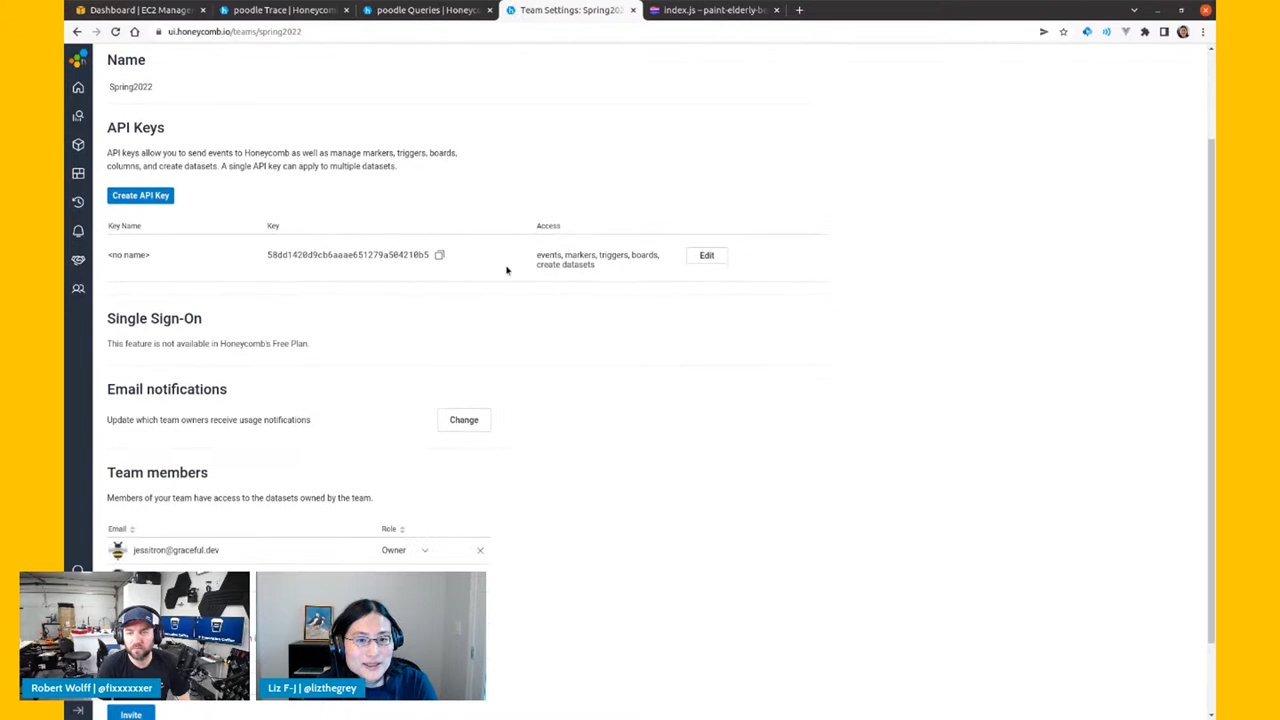 Dashboard | EC2 Manage
poodle Trace | Honeycom
poodle Queries | Honeyc
Team Settings: Spring202
index.js – paint-elderly-be
ui.honeycomb.io/teams/spring2022
Name
Spring2022
API Keys
API keys allow you to send events to Honeycomb as well as manage markers, triggers, boards,
columns, and create datasets. A single API key can apply to multiple datasets.
Create API Key
Key Name Key Access
<no name> 58dd1420d9cb6aaae651279a504210b5 events, markers, triggers, boards,
create datasets Edit
Single Sign-On
This feature is not available in Honeycomb's Free Plan.
Email notifications
Update which team owners receive usage notifications Change
Team members
Members of your team have access to the datasets owned by the team.
Email Role
jessitron@graceful.dev Owner
Robert Wolff | @fixxxxxxer
Liz F-J | @lizthegrey
Invite